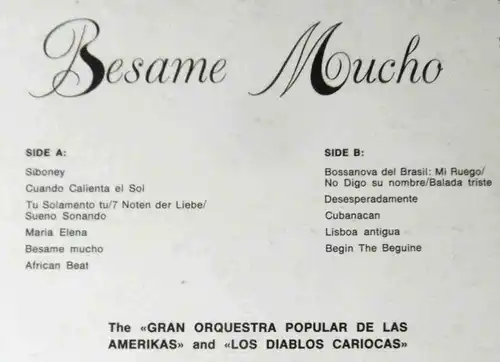 Besame Mucho
SIDE A:
Siboney
Cuando Calienta el Sol
Tu Solamento tu/7 Noten der Liebe/
Sueno Sonando
Maria Elena
Besame mucho
African Beat
SIDE B:
Bossanova del Brasil: Mi Ruego/
No Digo su nombre/Balada triste
Desesperadamente
Cubanacan
Lisboa antigua
Begin The Beguine
The «GRAN ORQUESTRA POPULAR DE LAS
AMERIKAS» and «LOS DIABLOS CARIOCAS»